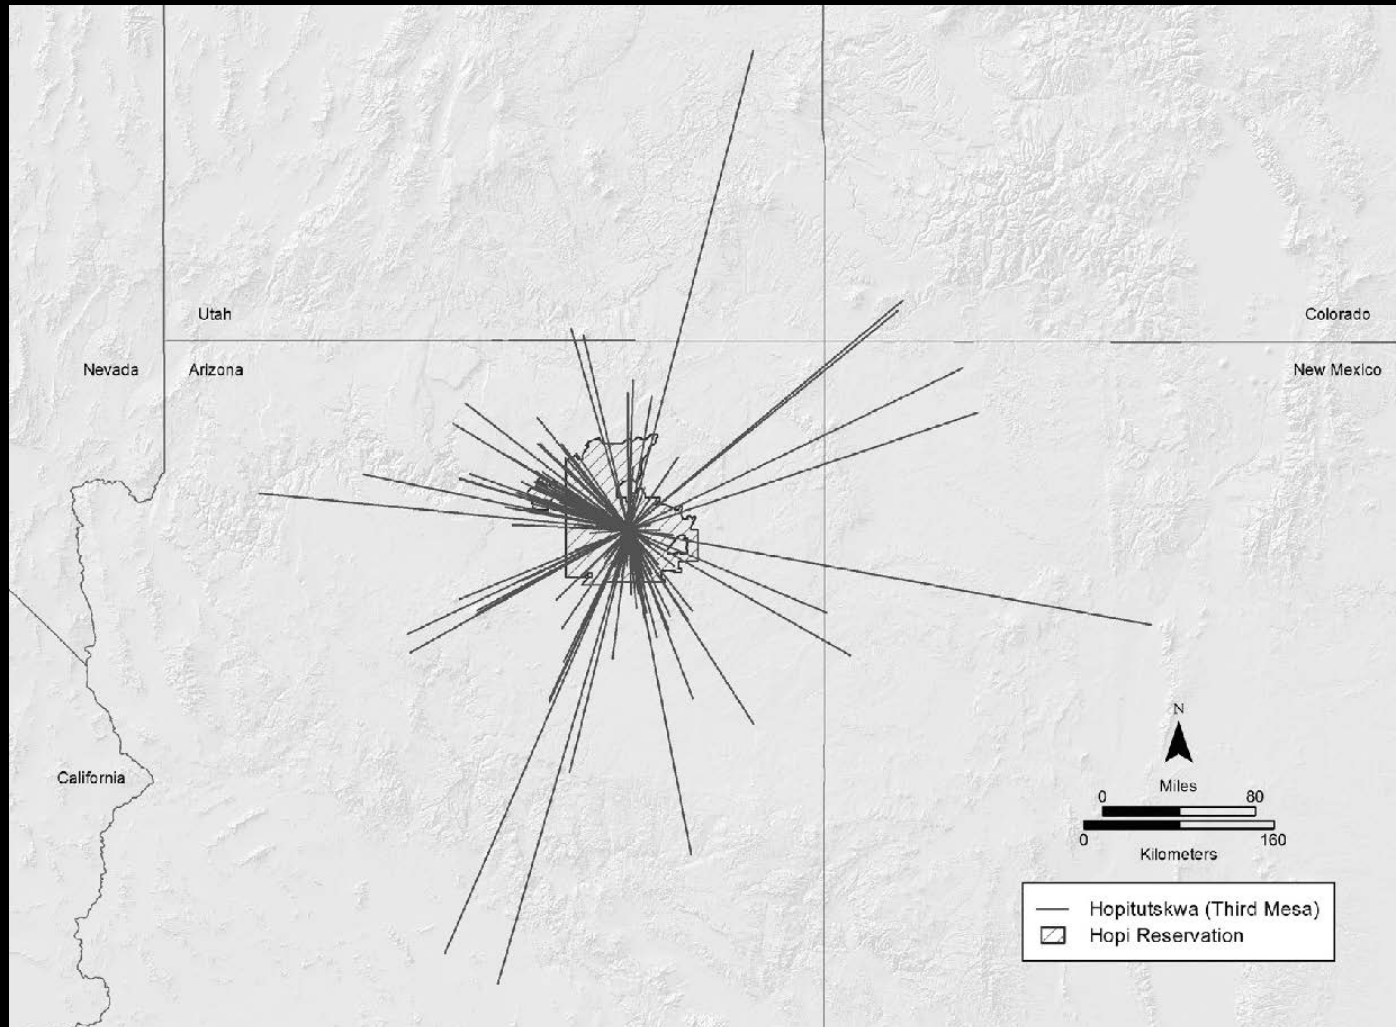 Utah
Colorado
Nevada
Arizona
New Mexico
California
N
Miles
0 80
0 160
Kilometers
Hopitutskwa (Third Mesa)
Hopi Reservation